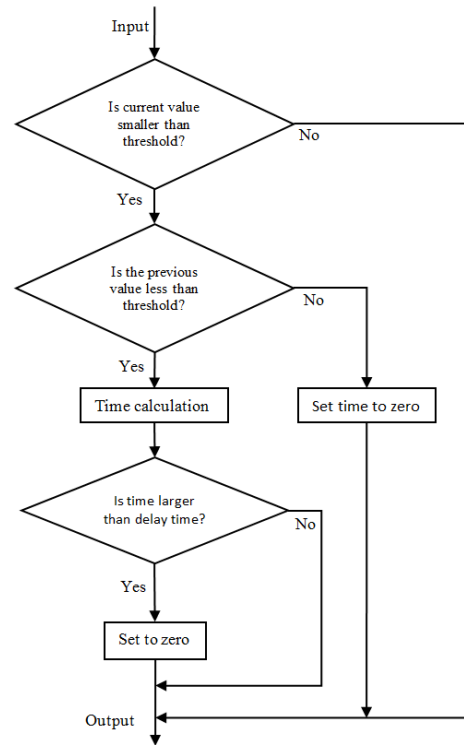 Input
Is current value
smaller than
threshold?
No
Yes
Is the previous
value less than
threshold?
No
Yes
Time calculation
Set time to zero
Is time larger
than delay time?
No
Yes
Set to zero
Output